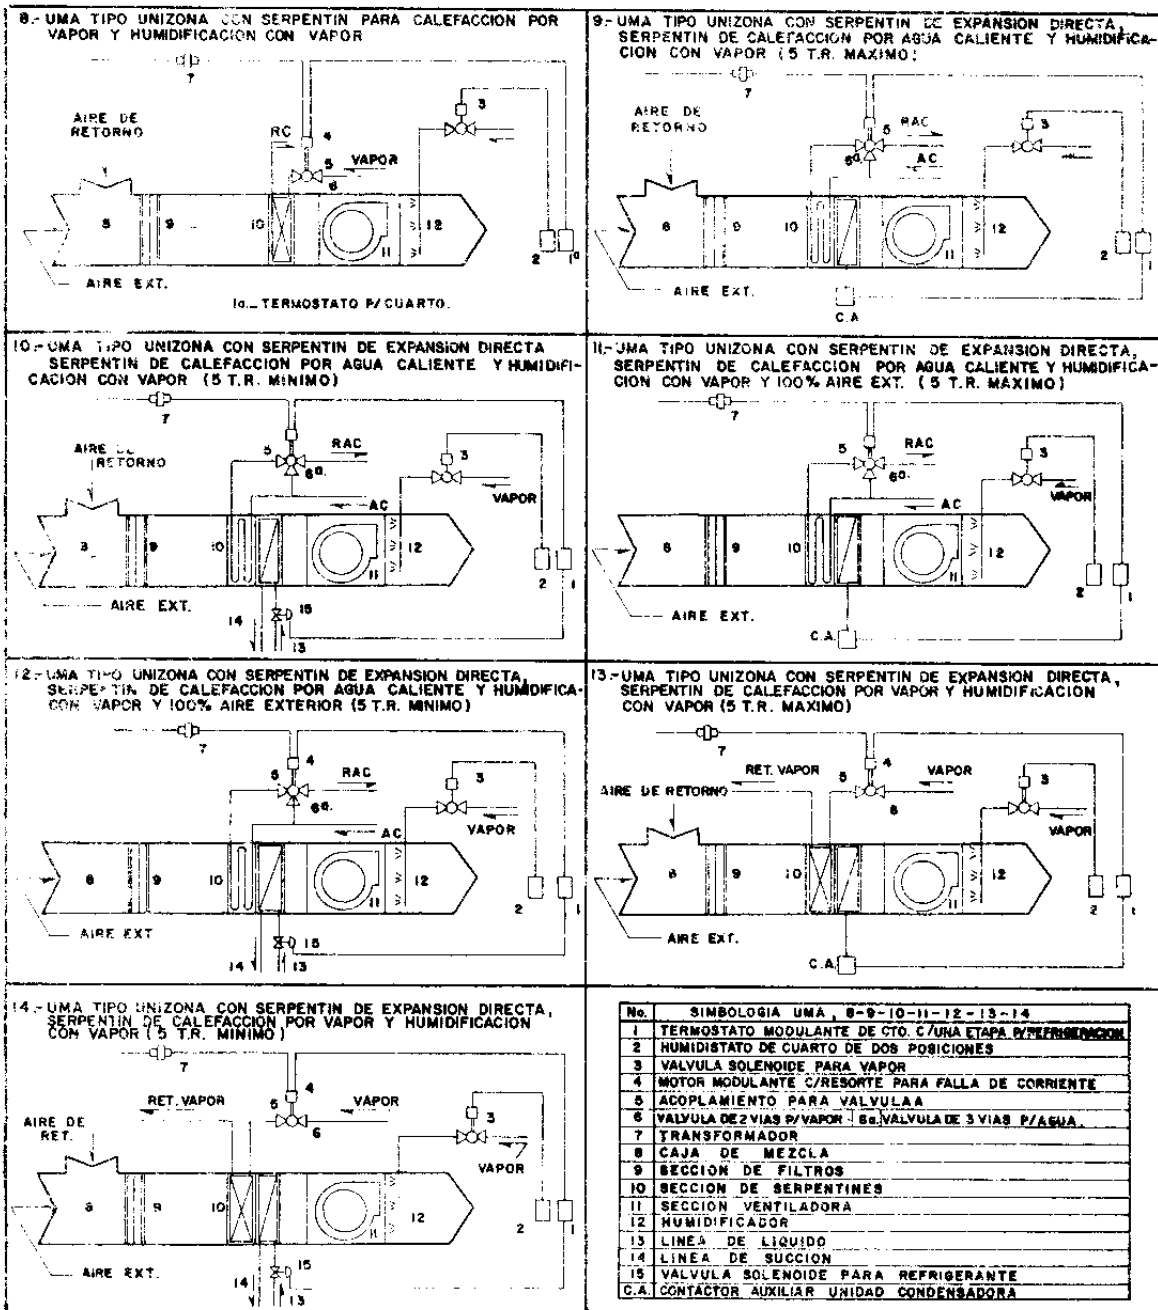 8.- UMA TIPO UNIZONA CON SERPENTIN PARA CALEFACCION POR
VAPOR Y HUMIDIFICACION CON VAPOR
7
AIRE DE
RETORNO
RC
4
5
VAPOR
6
3
8
9
10
11
12
2
1a
AIRE EXT.
1a.- TERMOSTATO P/CUARTO.
9.- UMA TIPO UNIZONA CON SERPENTIN DE EXPANSION DIRECTA,
SERPENTIN DE CALEFACCION POR AGUA CALIENTE Y HUMIDIFICA-
CION CON VAPOR (5 T.R. MAXIMO)
7
AIRE DE
RETORNO
5
RAC
6a.
AC
3
8
9
10
11
12
2
1
AIRE EXT.
C.A
10.- UMA TIPO UNIZONA CON SERPENTIN DE EXPANSION DIRECTA
SERPENTIN DE CALEFACCION POR AGUA CALIENTE Y HUMIDIFI-
CACION CON VAPOR (5 T.R. MINIMO)
7
AIRE DE
RETORNO
5
RAC
6a.
AC
3
VAPOR
8
9
10
11
12
2
1
AIRE EXT.
14
13
15
11.- UMA TIPO UNIZONA CON SERPENTIN DE EXPANSION DIRECTA,
SERPENTIN DE CALEFACCION POR AGUA CALIENTE Y HUMIDIFICA-
CION CON VAPOR Y 100% AIRE EXT. (5 T.R. MAXIMO)
7
5
RAC
6a.
AC
3
VAPOR
8
9
10
11
12
2
1
AIRE EXT.
C.A.
12.- UMA TIPO UNIZONA CON SERPENTIN DE EXPANSION DIRECTA,
SERPENTIN DE CALEFACCION POR AGUA CALIENTE Y HUMIDIFICA-
CON VAPOR Y 100% AIRE EXTERIOR (5 T.R. MINIMO)
7
4
5
RAC
6a.
AC
3
VAPOR
8
9
10
11
12
2
1
AIRE EXT
14
13
15
13.- UMA TIPO UNIZONA CON SERPENTIN DE EXPANSION DIRECTA,
SERPENTIN DE CALEFACCION POR VAPOR Y HUMIDIFICACION
CON VAPOR (5 T.R. MAXIMO)
7
RET. VAPOR
4
5
VAPOR
6
3
VAPOR
AIRE DE RETORNO
8
9
10
11
12
2
1
AIRE EXT.
C.A.
14.- UMA TIPO UNIZONA CON SERPENTIN DE EXPANSION DIRECTA,
SERPENTIN DE CALEFACCION POR VAPOR Y HUMIDIFICACION
CON VAPOR (5 T.R. MINIMO)
7
RET. VAPOR
4
5
VAPOR
6
3
VAPOR
AIRE DE
RET.
8
9
10
11
12
2
1
AIRE EXT.
14
13
15
No. SIMBOLOGIA UMA, 8-9-10-11-12-13-14
1 TERMOSTATO MODULANTE DE CTO. C/UNA ETAPA P/REFRIGERACION
2 HUMIDISTATO DE CUARTO DE DOS POSICIONES
3 VALVULA SOLENOIDE PARA VAPOR
4 MOTOR MODULANTE C/RESORTE PARA FALLA DE CORRIENTE
5 ACOPLAMIENTO PARA VALVULAA
6 VALVULA DE 2 VIAS P/VAPOR - 6a. VALVULA DE 3 VIAS P/AGUA.
7 TRANSFORMADOR
8 CAJA DE MEZCLA
9 SECCION DE FILTROS
10 SECCION DE SERPENTINES
11 SECCION VENTILADORA
12 HUMIDIFICADOR
13 LINEA DE LIQUIDO
14 LINEA DE SUCCION
15 VALVULA SOLENOIDE PARA REFRIGERANTE
C.A. CONTACTOR AUXILIAR UNIDAD CONDENSADORA